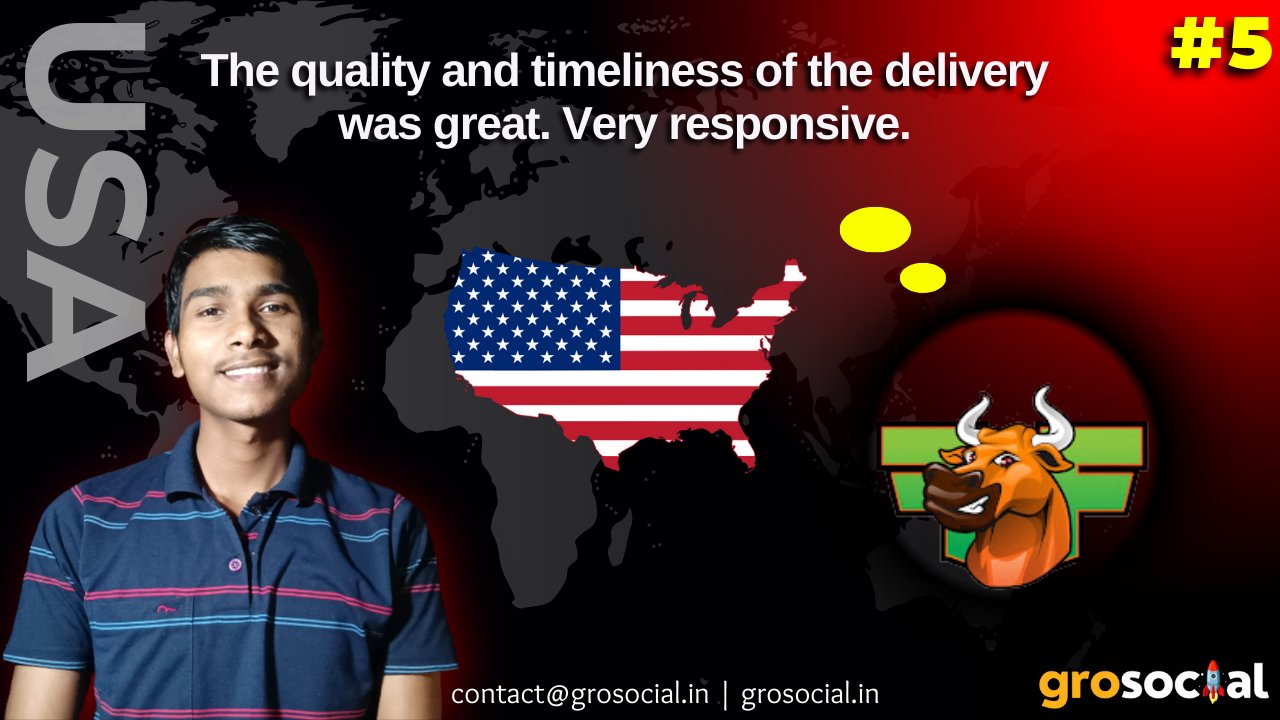 USA
#5
The quality and timeliness of the delivery
was great. Very responsive.
contact@grosocial.in | grosocial.in
grosocial